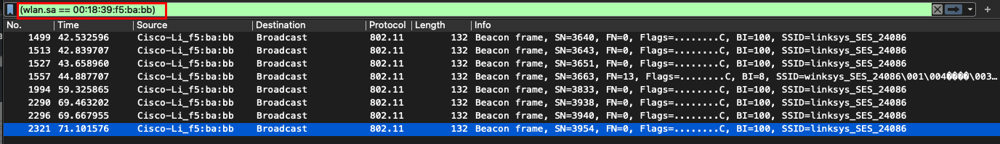 (wlan.sa == 00:18:39:f5:ba:bb)
No. Time Source Destination Protocol Length Info
1499 42.532596 Cisco-Li_f5:ba:bb Broadcast 802.11 132 Beacon frame, SN=3640, FN=0, Flags=........C, BI=100, SSID=linksys_SES_24086
1513 42.839707 Cisco-Li_f5:ba:bb Broadcast 802.11 132 Beacon frame, SN=3643, FN=0, Flags=........C, BI=100, SSID=linksys_SES_24086
1527 43.658960 Cisco-Li_f5:ba:bb Broadcast 802.11 132 Beacon frame, SN=3651, FN=0, Flags=........C, BI=100, SSID=linksys_SES_24086
1557 44.887707 Cisco-Li_f5:ba:bb Broadcast 802.11 132 Beacon frame, SN=3663, FN=13, Flags=........C, BI=8, SSID=winksys_SES_24086\001\004����\003…
1994 59.325865 Cisco-Li_f5:ba:bb Broadcast 802.11 132 Beacon frame, SN=3833, FN=0, Flags=........C, BI=100, SSID=linksys_SES_24086
2290 69.463202 Cisco-Li_f5:ba:bb Broadcast 802.11 132 Beacon frame, SN=3938, FN=0, Flags=........C, BI=100, SSID=linksys_SES_24086
2296 69.667955 Cisco-Li_f5:ba:bb Broadcast 802.11 132 Beacon frame, SN=3940, FN=0, Flags=........C, BI=100, SSID=linksys_SES_24086
2321 71.101576 Cisco-Li_f5:ba:bb Broadcast 802.11 132 Beacon frame, SN=3954, FN=0, Flags=........C, BI=100, SSID=linksys_SES_24086